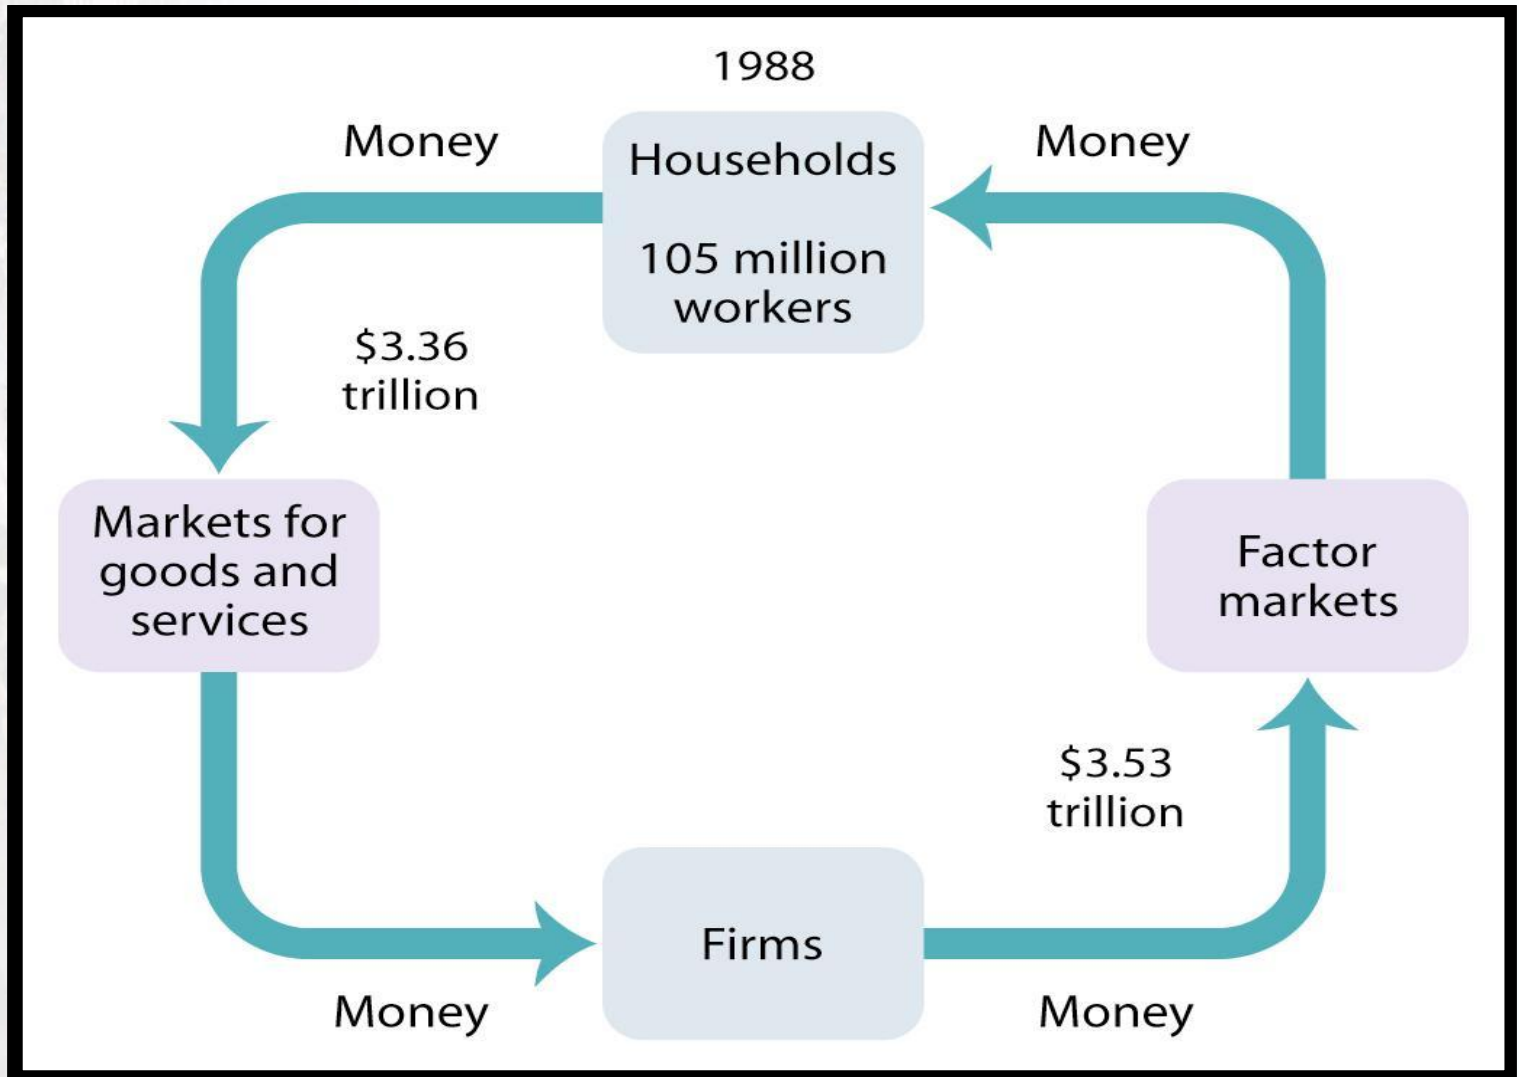 1988
Money
Households
Money
105 million
workers
$3.36
trillion
Markets for
goods and
services
Factor
markets
$3.53
trillion
Firms
Money
Money